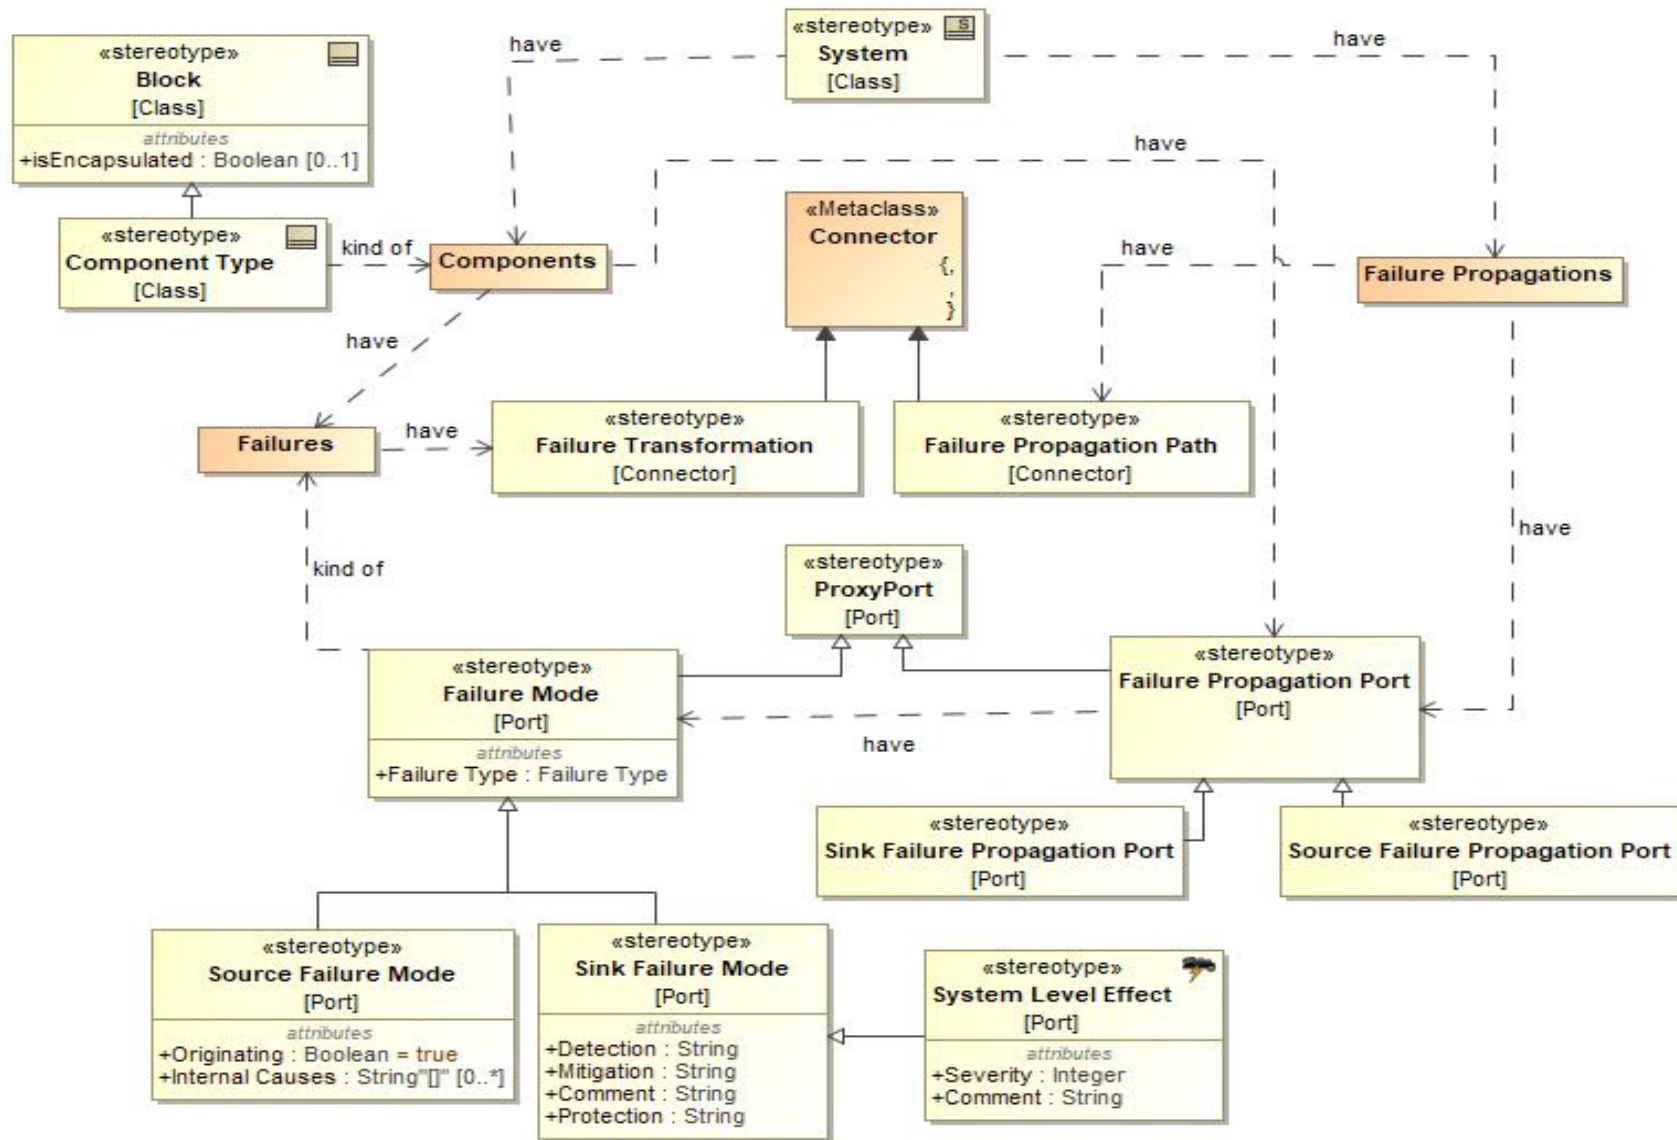 «stereotype»
Block
[Class]
attributes
+isEncapsulated : Boolean [0..1]
have
«stereotype»
S
System
[Class]
have
have
«stereotype»
Component Type
[Class]
kind of
Components
«Metaclass»
Connector
{,
,
}
have
Failure Propagations
have
Failures
have
«stereotype»
Failure Transformation
[Connector]
«stereotype»
Failure Propagation Path
[Connector]
have
kind of
«stereotype»
ProxyPort
[Port]
«stereotype»
Failure Mode
[Port]
attributes
+Failure Type : Failure Type
have
«stereotype»
Failure Propagation Port
[Port]
«stereotype»
Sink Failure Propagation Port
[Port]
«stereotype»
Source Failure Propagation Port
[Port]
«stereotype»
Source Failure Mode
[Port]
attributes
+Originating : Boolean = true
+Internal Causes : String"[]" [0..*]
«stereotype»
Sink Failure Mode
[Port]
attributes
+Detection : String
+Mitigation : String
+Comment : String
+Protection : String
«stereotype»
System Level Effect
[Port]
attributes
+Severity : Integer
+Comment : String